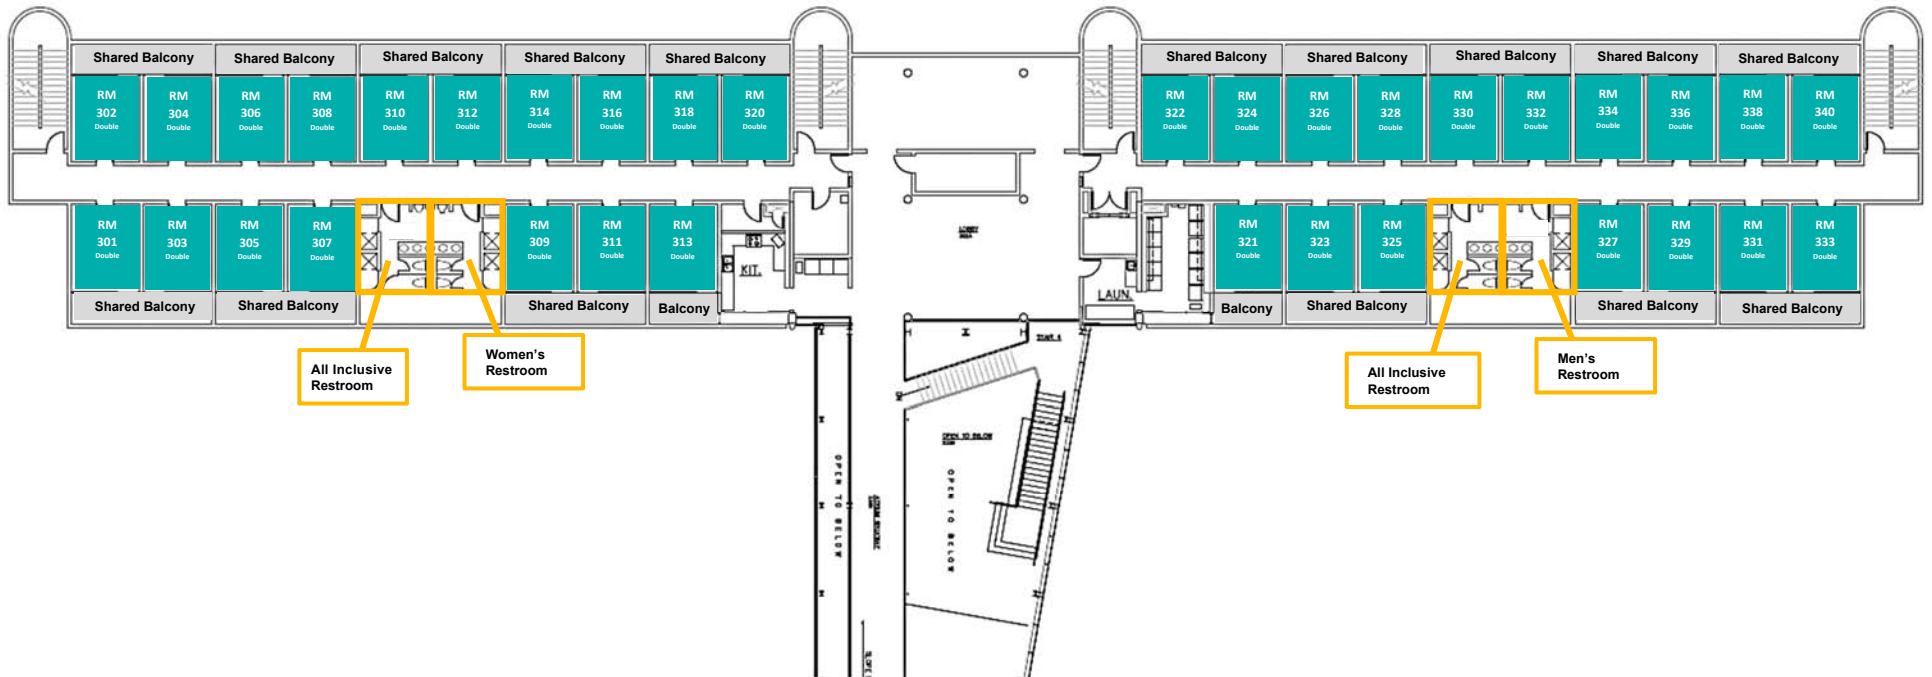 Shared Balcony
Shared Balcony
Shared Balcony
Shared Balcony
Shared Balcony
Shared Balcony
Shared Balcony
Shared Balcony
Shared Balcony
Shared Balcony
RM
302
Double
RM
304
Double
RM
306
Double
RM
308
Double
RM
310
Double
RM
312
Double
RM
314
Double
RM
316
Double
RM
318
Double
RM
320
Double
RM
322
Double
RM
324
Double
RM
326
Double
RM
328
Double
RM
330
Double
RM
332
Double
RM
334
Double
RM
336
Double
RM
338
Double
RM
340
Double
RM
301
Double
RM
303
Double
RM
305
Double
RM
307
Double
RM
309
Double
RM
311
Double
RM
313
Double
KIT.
LOBBY
LAUN.
RM
321
Double
RM
323
Double
RM
325
Double
RM
327
Double
RM
329
Double
RM
331
Double
RM
333
Double
Shared Balcony
Shared Balcony
Shared Balcony
Balcony
Balcony
Shared Balcony
Shared Balcony
Shared Balcony
All Inclusive
Restroom
Women's
Restroom
All Inclusive
Restroom
Men's
Restroom
STAIR 4
DN
OPEN TO BELOW
OPEN TO BELOW
OPEN TO BELOW
SLOPE